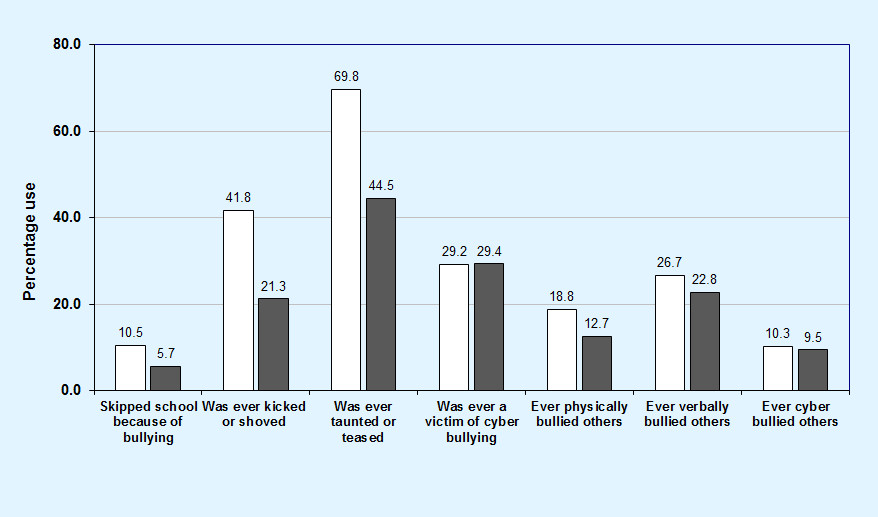 80.0
60.0
40.0
20.0
0.0
Percentage use
10.5
5.7
41.8
21.3
69.8
44.5
29.2
29.4
18.8
12.7
26.7
22.8
10.3
9.5
Skipped school
because of
bullying
Was ever kicked
or shoved
Was ever
taunted or
teased
Was ever a
victim of cyber
bullying
Ever physically
bullied others
Ever verbally
bullied others
Ever cyber
bullied others